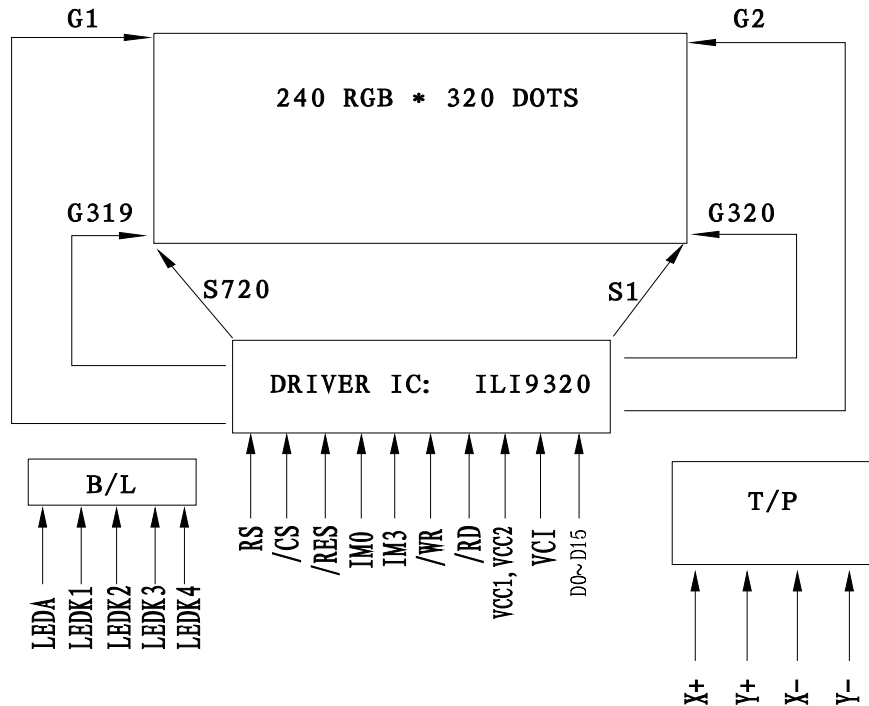 G1
G2
240 RGB * 320 DOTS
G319
G320
S720
S1
DRIVER IC: ILI9320
B/L
T/P
RS
/CS
/RES
IM0
IM3
/WR
/RD
VCC1,VCC2
VCI
D0~D15
LEDA
LEDK1
LEDK2
LEDK3
LEDK4
X+
Y+
X-
Y-